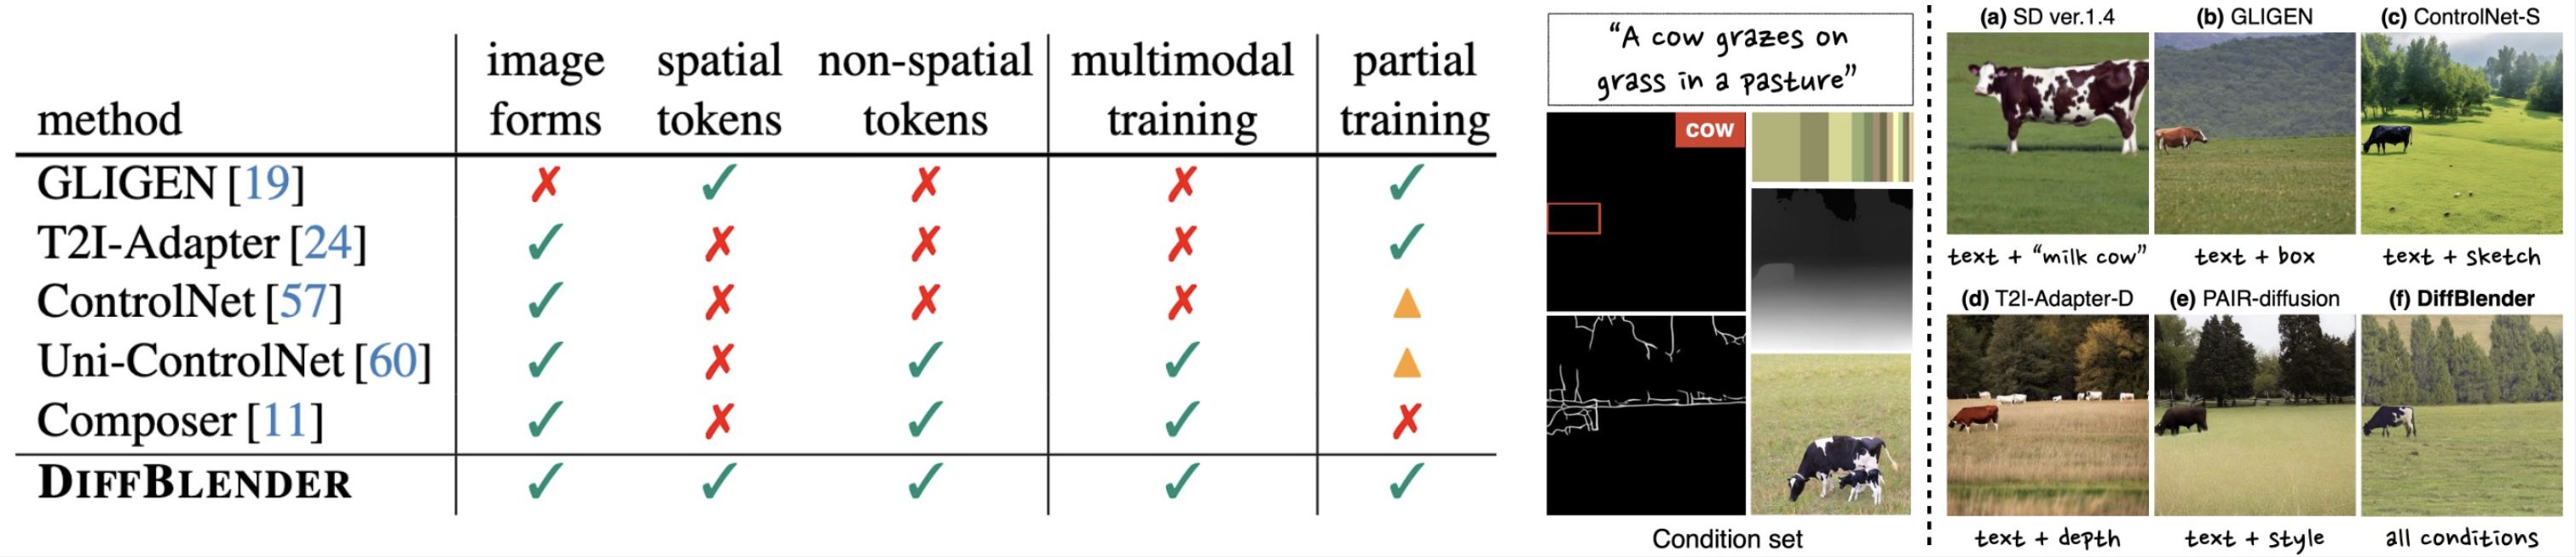 method | image forms | spatial tokens | non-spatial tokens | multimodal training | partial training
GLIGEN [19] ✗ ✓ ✗ ✗ ✓
T2I-Adapter [24] ✓ ✗ ✗ ✗ ✓
ControlNet [57] ✓ ✗ ✗ ✗ ▲
Uni-ControlNet [60] ✓ ✗ ✓ ✓ ▲
Composer [11] ✓ ✗ ✓ ✓ ✗
DIFFBLENDER ✓ ✓ ✓ ✓ ✓
“A cow grazes on
grass in a pasture”
COW
Condition set
(a) SD ver.1.4
text + “milk cow”
(b) GLIGEN
text + box
(c) ControlNet-S
text + sketch
(d) T2I-Adapter-D
text + depth
(e) PAIR-diffusion
text + style
(f) DiffBlender
all conditions